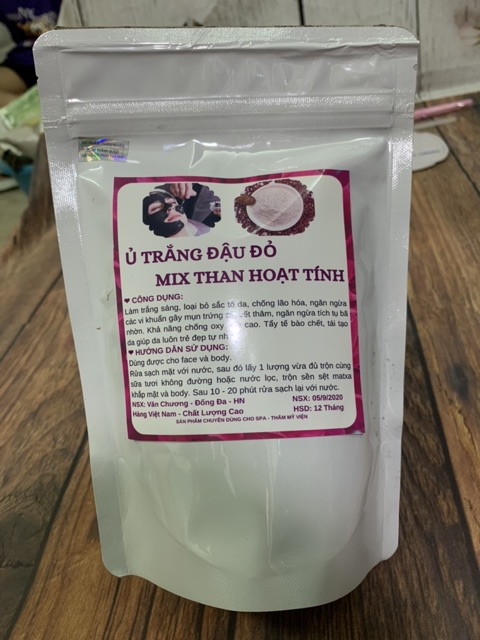 Ủ TRẮNG ĐẬU ĐỎ
MIX THAN HOẠT TÍNH
CÔNG DỤNG:
Làm trắng sáng, loại bỏ sắc tố da, chống lão hóa, ngăn ngừa
các vi khuẩn gây mụn trứng thâm, ngăn ngừa tích tụ bã
nhờn. Khả năng chống oxy cao. Tẩy tế bào chết, tái tạo
da giúp da luôn trẻ đẹp tự
HƯỚNG DẪN SỬ DỤNG:
Dùng được cho face và body.
Rửa sạch mặt với nước, sau đó lấy 1 lượng vừa đủ trộn cùng
sữa tươi không đường hoặc nước lọc, trộn sền sệt matxa
khắp mặt và body. Sau 10 - 20 phút rửa sạch lại với nước.
NSX: Văn Chương - Đống Đa - HN NSX: 05/9/2020
Hàng Việt Nam - Chất Lượng Cao HSD: 12 Tháng
SẢN PHẨM CHUYÊN DÙNG CHO SPA - THẨM MỸ VIỆN